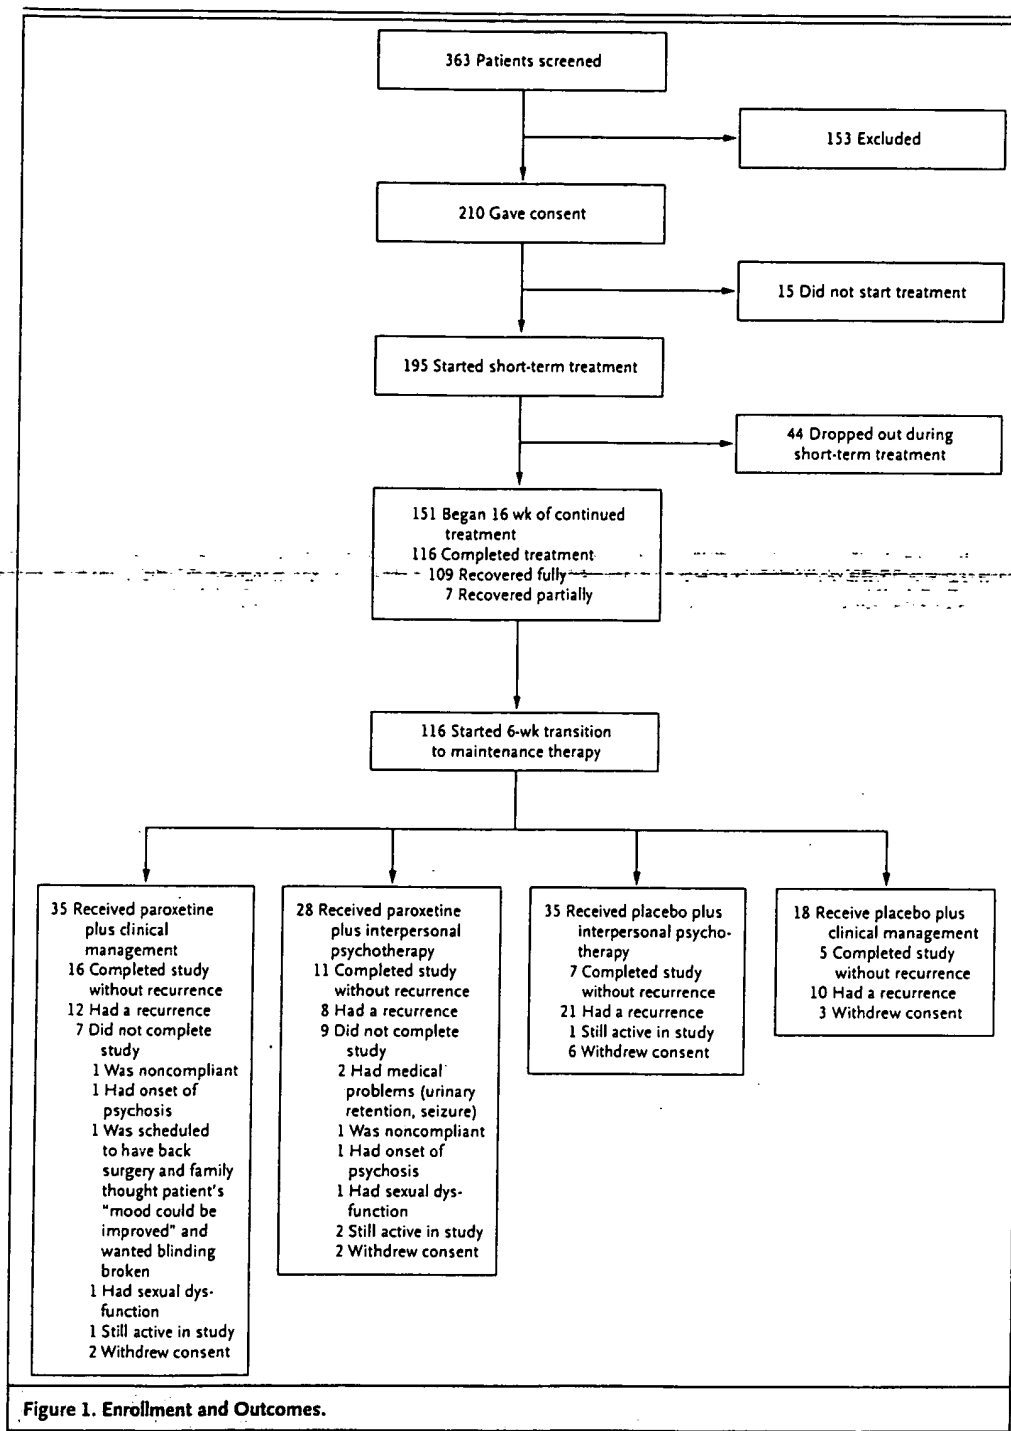 363 Patients screened
153 Excluded
210 Gave consent
15 Did not start treatment
195 Started short-term treatment
44 Dropped out during
short-term treatment
151 Began 16 wk of continued
treatment
116 Completed treatment
109 Recovered fully
7 Recovered partially
116 Started 6-wk transition
to maintenance therapy
35 Received paroxetine
plus clinical
management
16 Completed study
without recurrence
12 Had a recurrence
7 Did not complete
study
1 Was noncompliant
1 Had onset of
psychosis
1 Was scheduled
to have back
surgery and family
thought patient's
"mood could be
improved" and
wanted blinding
broken
1 Had sexual dys-
function
1 Still active in study
2 Withdrew consent
28 Received paroxetine
plus interpersonal
psychotherapy
11 Completed study
without recurrence
8 Had a recurrence
9 Did not complete
study
2 Had medical
problems (urinary
retention, seizure)
1 Was noncompliant
1 Had onset of
psychosis
1 Had sexual dys-
function
2 Still active in study
2 Withdrew consent
35 Received placebo plus
interpersonal psycho-
therapy
7 Completed study
without recurrence
21 Had a recurrence
1 Still active in study
6 Withdrew consent
18 Receive placebo plus
clinical management
5 Completed study
without recurrence
10 Had a recurrence
3 Withdrew consent
Figure 1. Enrollment and Outcomes.